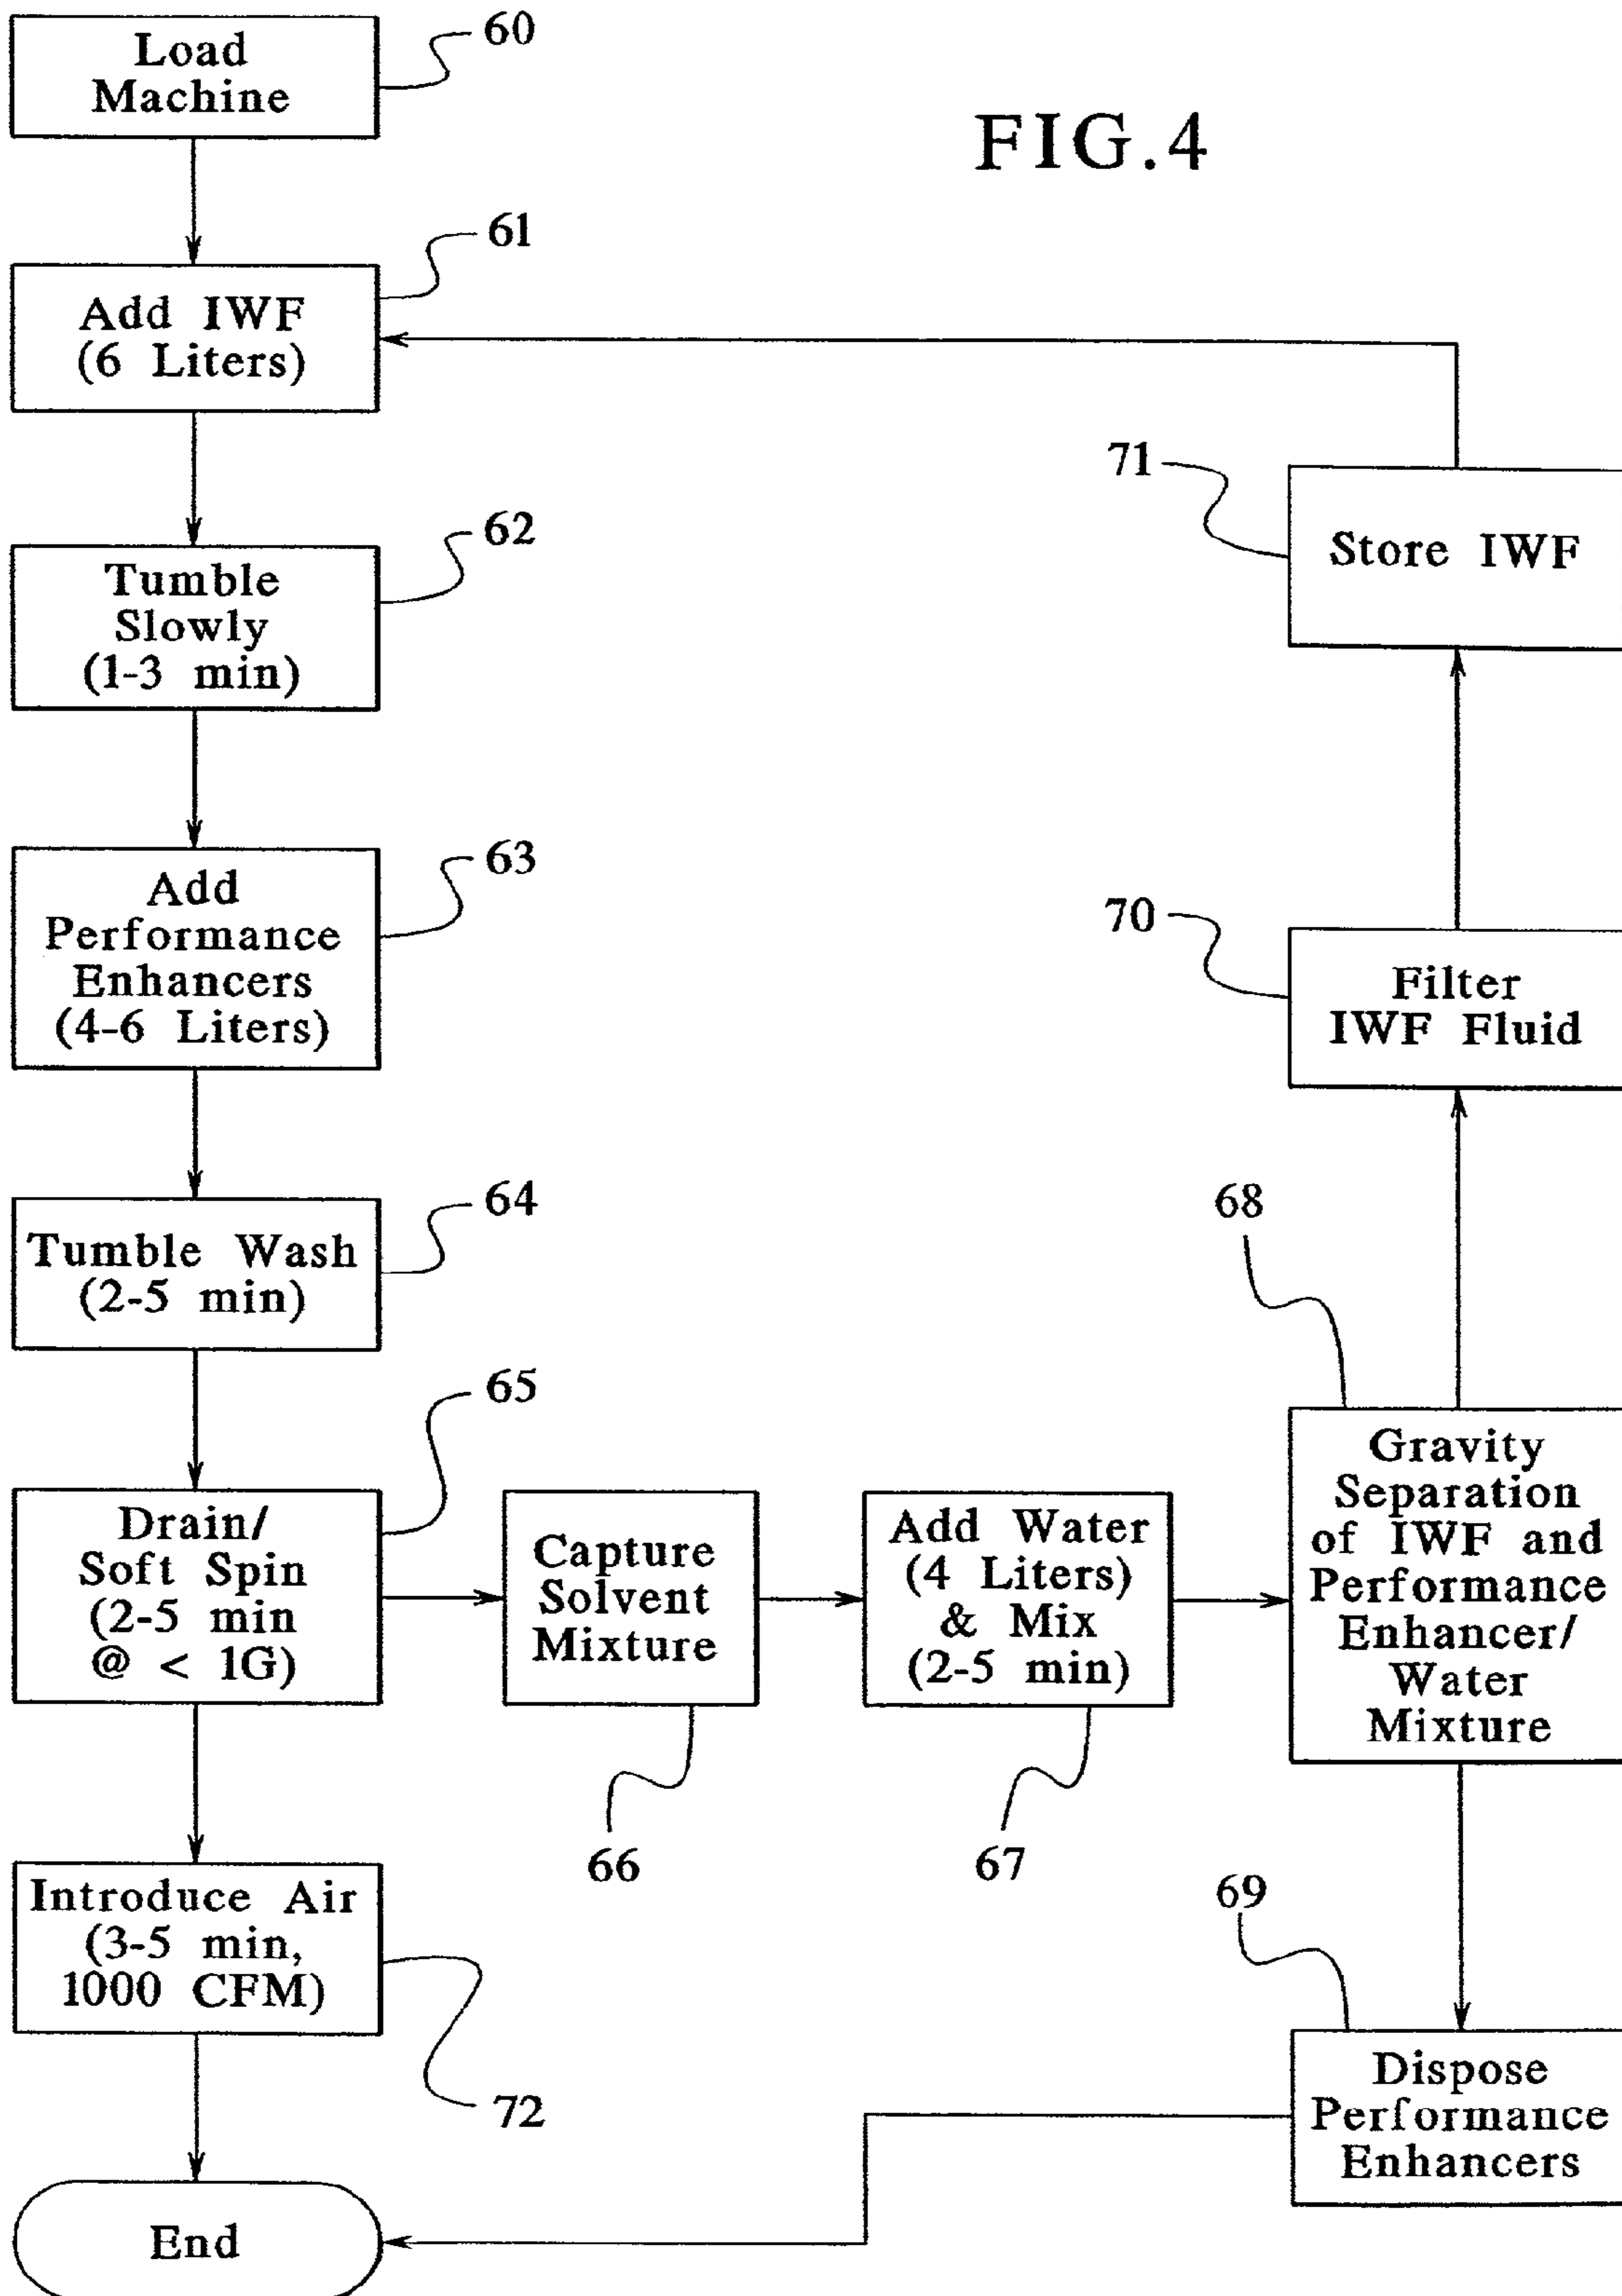 FIG.4
Load
Machine
60
Add IWF
(6 Liters)
61
Tumble
Slowly
(1-3 min)
62
Add
Performance
Enhancers
(4-6 Liters)
63
Tumble Wash
(2-5 min)
64
Drain/
Soft Spin
(2-5 min
@ < 1G)
65
Capture
Solvent
Mixture
66
Add Water
(4 Liters)
& Mix
(2-5 min)
67
Gravity
Separation
of IWF and
Performance
Enhancer/
Water
Mixture
68
Dispose
Performance
Enhancers
69
Filter
IWF Fluid
70
Store IWF
71
Introduce Air
(3-5 min,
1000 CFM)
72
End